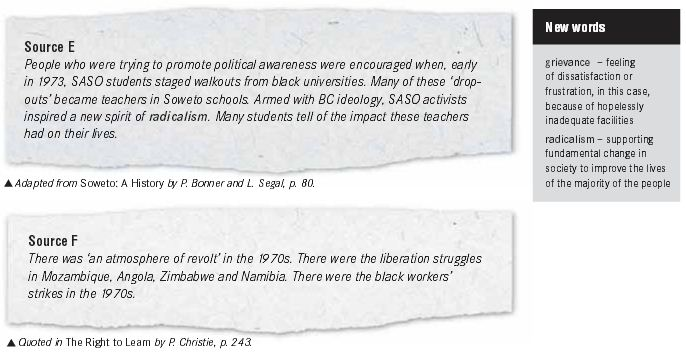 Source E
People who were trying to promote political awareness were encouraged when, early
in 1973, SASO students staged walkouts from black universities. Many of these ‘drop-
outs’ became teachers in Soweto schools. Armed with BC ideology, SASO activists
inspired a new spirit of radicalism. Many students tell of the impact these teachers
had on their lives.
▲ Adapted from Soweto: A History by P. Bonner and L. Segal, p. 80.
Source F
There was ‘an atmosphere of revolt’ in the 1970s. There were the liberation struggles
in Mozambique, Angola, Zimbabwe and Namibia. There were the black workers’
strikes in the 1970s.
▲ Quoted in The Right to Learn by P. Christie, p. 243.
New words
grievance – feeling
of dissatisfaction or
frustration, in this case,
because of hopelessly
inadequate facilities
radicalism – supporting
fundamental change in
society to improve the lives
of the majority of the people